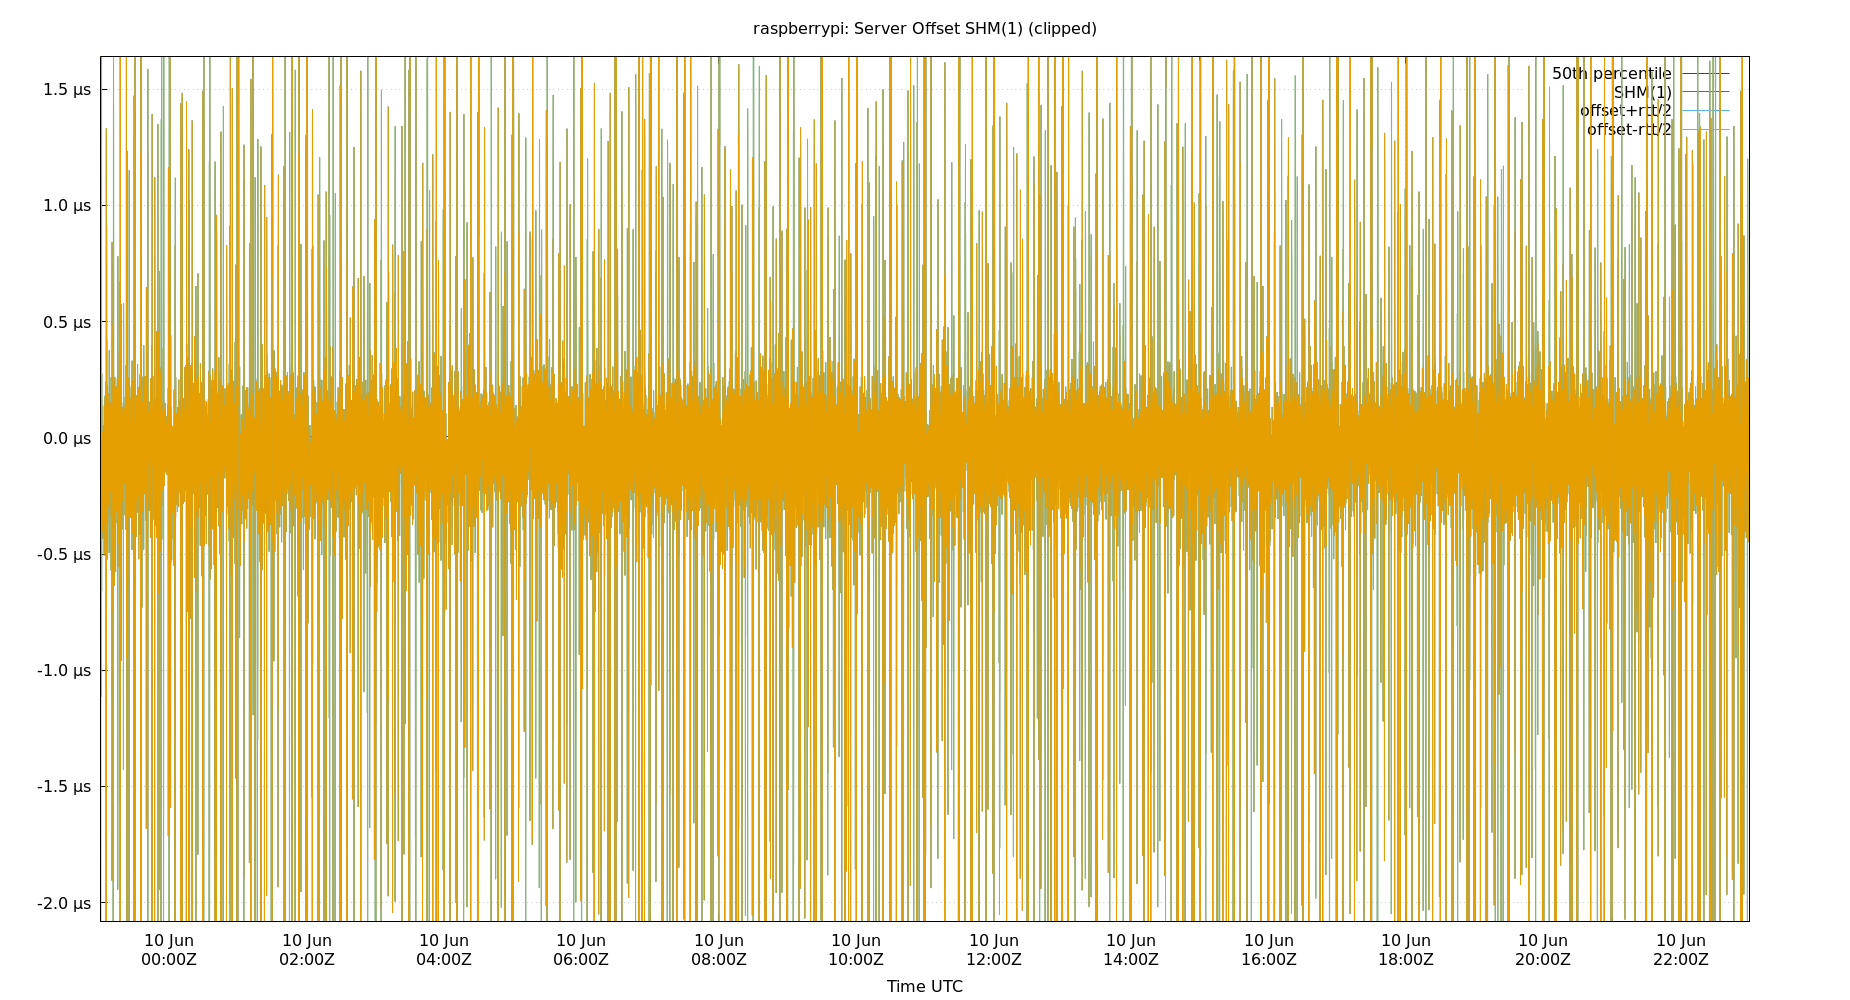 raspberrypi: Server Offset SHM(1) (clipped)
50th percentile
SHM(1)
offset+rtt/2
offset-rtt/2
1.5 µs
1.0 µs
0.5 µs
0.0 µs
-0.5 µs
-1.0 µs
-1.5 µs
-2.0 µs
10 Jun 10 Jun 10 Jun 10 Jun 10 Jun 10 Jun 10 Jun 10 Jun 10 Jun 10 Jun 10 Jun 10 Jun
00:00Z 02:00Z 04:00Z 06:00Z 08:00Z 10:00Z 12:00Z 14:00Z 16:00Z 18:00Z 20:00Z 22:00Z
Time UTC